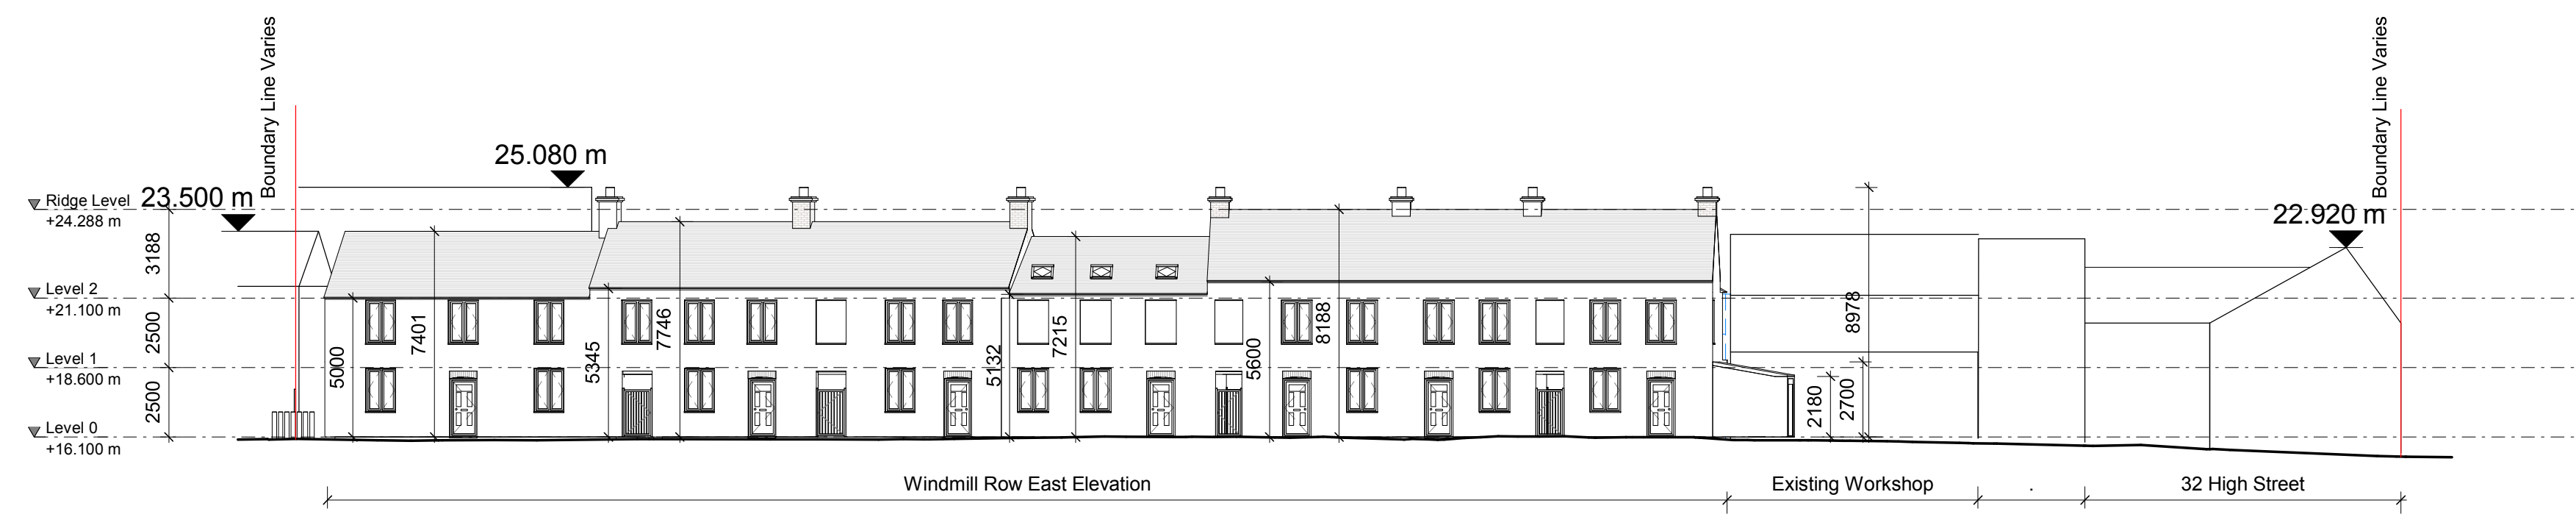 Boundary Line Varies
Boundary Line Varies
25.080 m
Ridge Level
+24.288 m
23.500 m
22.920 m
3188
Level 2
+21.100 m
2500
Level 1
+18.600 m
2500
Level 0
+16.100 m
5000
7401
5345
7746
5132
7215
5600
8188
2180
2700
8978
Windmill Row East Elevation
Existing Workshop
.
32 High Street